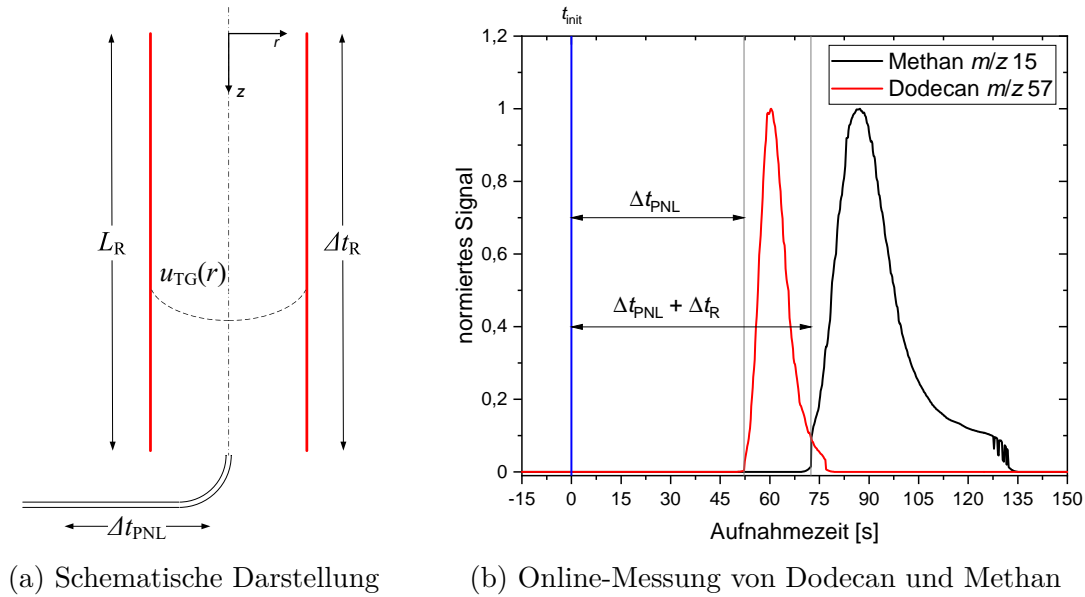 r
z
L_R
Δt_R
u_TG(r)
Δt_PNL
(a) Schematische Darstellung
t_init
1,2
1
0,8
0,6
0,4
0,2
0
normiertes Signal
Methan m/z 15
Dodecan m/z 57
Δt_PNL
Δt_PNL + Δt_R
-15 0 15 30 45 60 75 90 105 120 135 150
Aufnahmezeit [s]
(b) Online-Messung von Dodecan und Methan